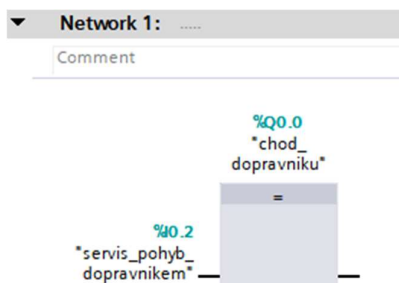 Network 1: .....
Comment
%Q0.0
"chod_
dopravniku"
=
%I0.2
"servis_pohyb_
dopravnikem"